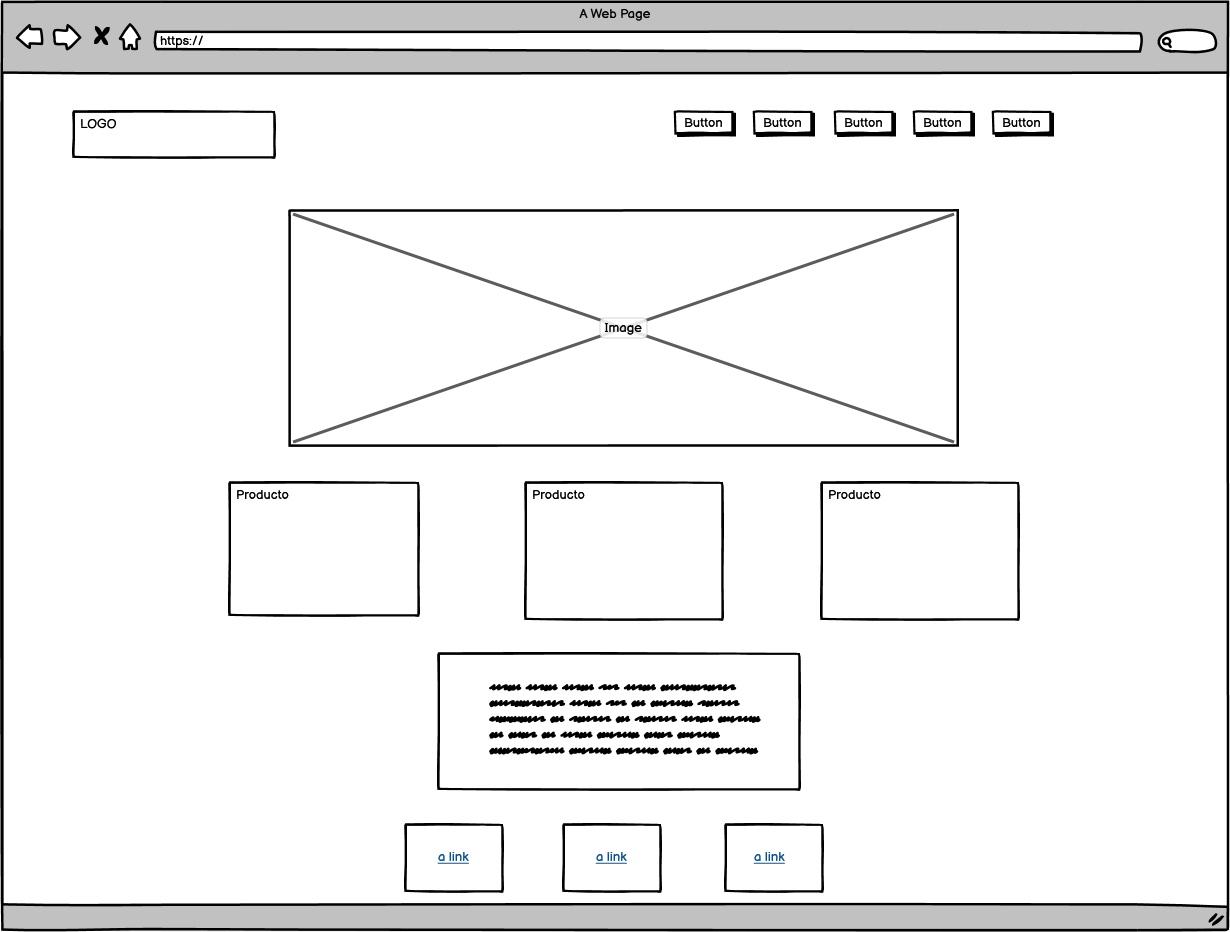 A Web Page
https://
LOGO
Button Button Button Button Button
Image
Producto Producto Producto
a link a link a link